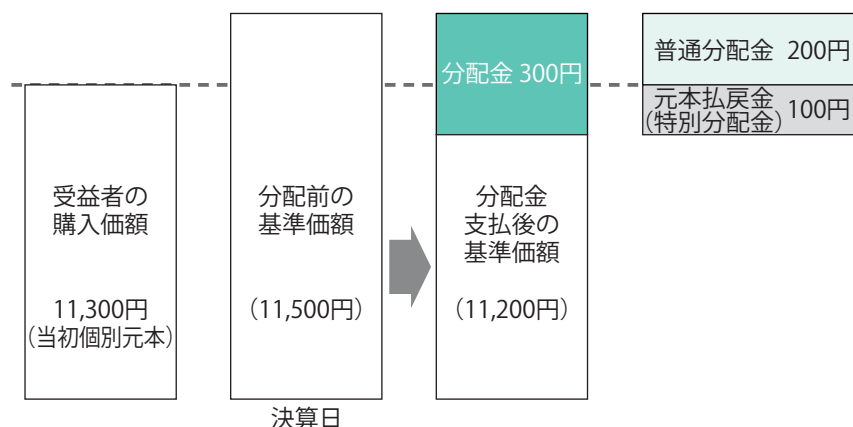 受益者の
購入価額
11,300円
（当初個別元本）
分配前の
基準価額
（11,500円）
決算日
分配金 300円
分配金
支払後の
基準価額
（11,200円）
普通分配金 200円
元本払戻金
（特別分配金） 100円